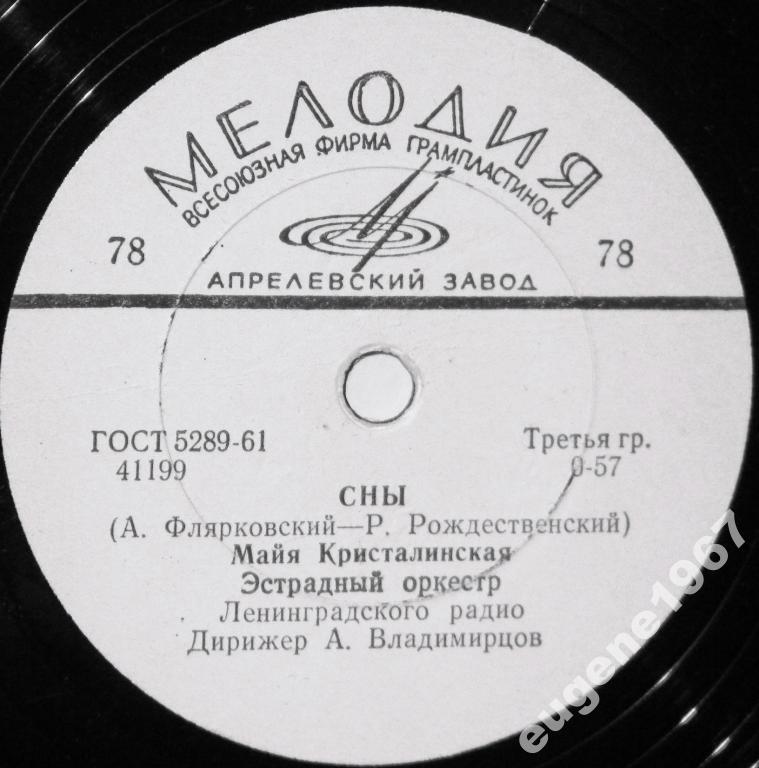 МЕЛОДИЯ
ВСЕСОЮЗНАЯ ФИРМА ГРАМПЛАСТИНОК
78 78
АПРЕЛЕВСКИЙ ЗАВОД
ГОСТ 5289-61 Третья гр.
41199 0-57
СНЫ
(А. Флярковский—Р. Рождественский)
Майя Кристалинская
Эстрадный оркестр
Ленинградского радио
Дирижер А. Владимирцов
eugene1967